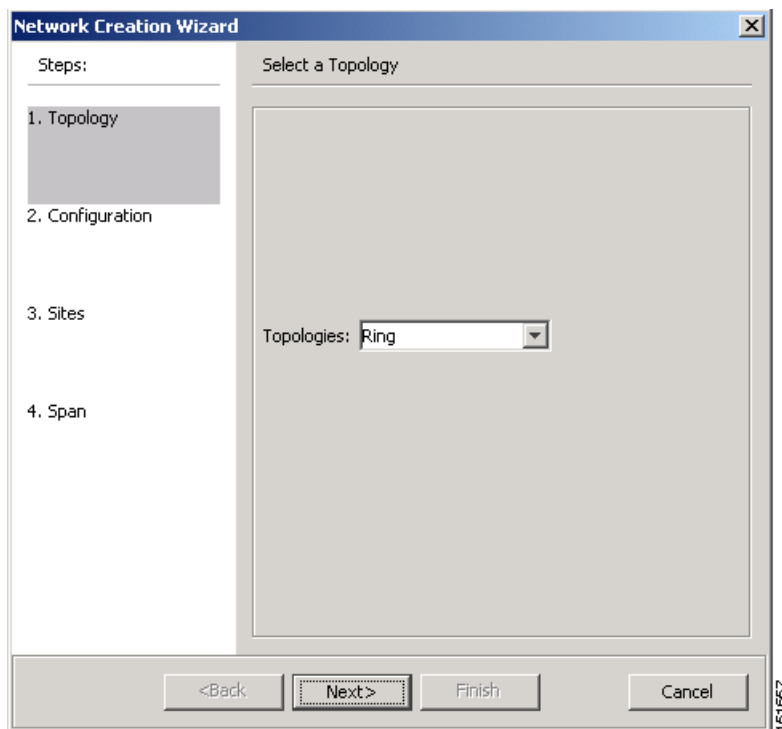 Network Creation Wizard
Steps:
Select a Topology
1. Topology
2. Configuration
3. Sites
4. Span
Topologies: Ring
<Back
Next>
Finish
Cancel